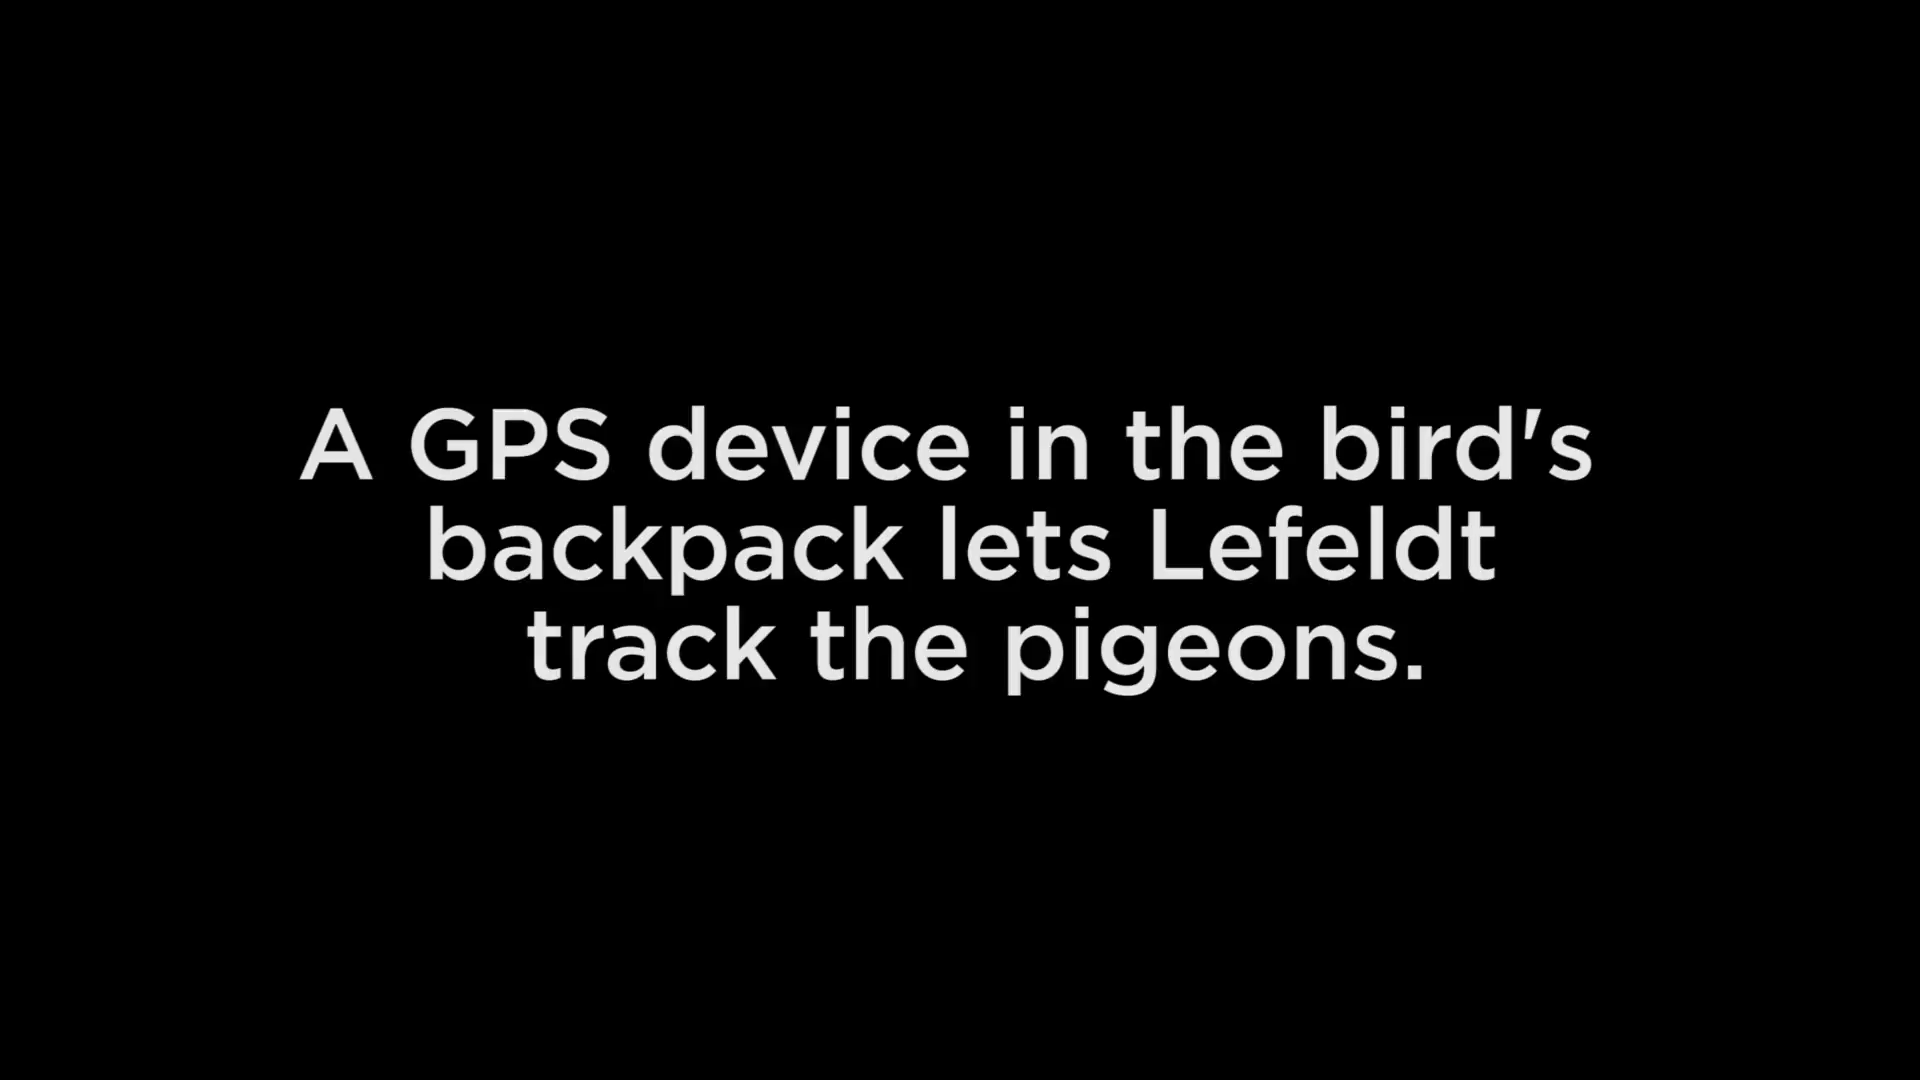 A GPS device in the bird's
backpack lets Lefeldt
track the pigeons.